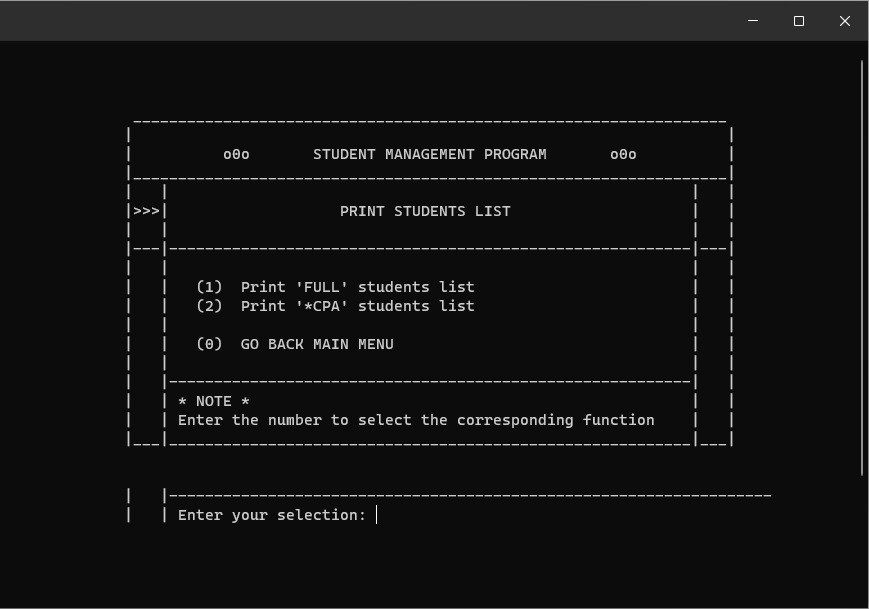 o0o STUDENT MANAGEMENT PROGRAM o0o
>>> PRINT STUDENTS LIST
(1) Print 'FULL' students list
(2) Print '*CPA' students list
(0) GO BACK MAIN MENU
* NOTE *
Enter the number to select the corresponding function
Enter your selection: